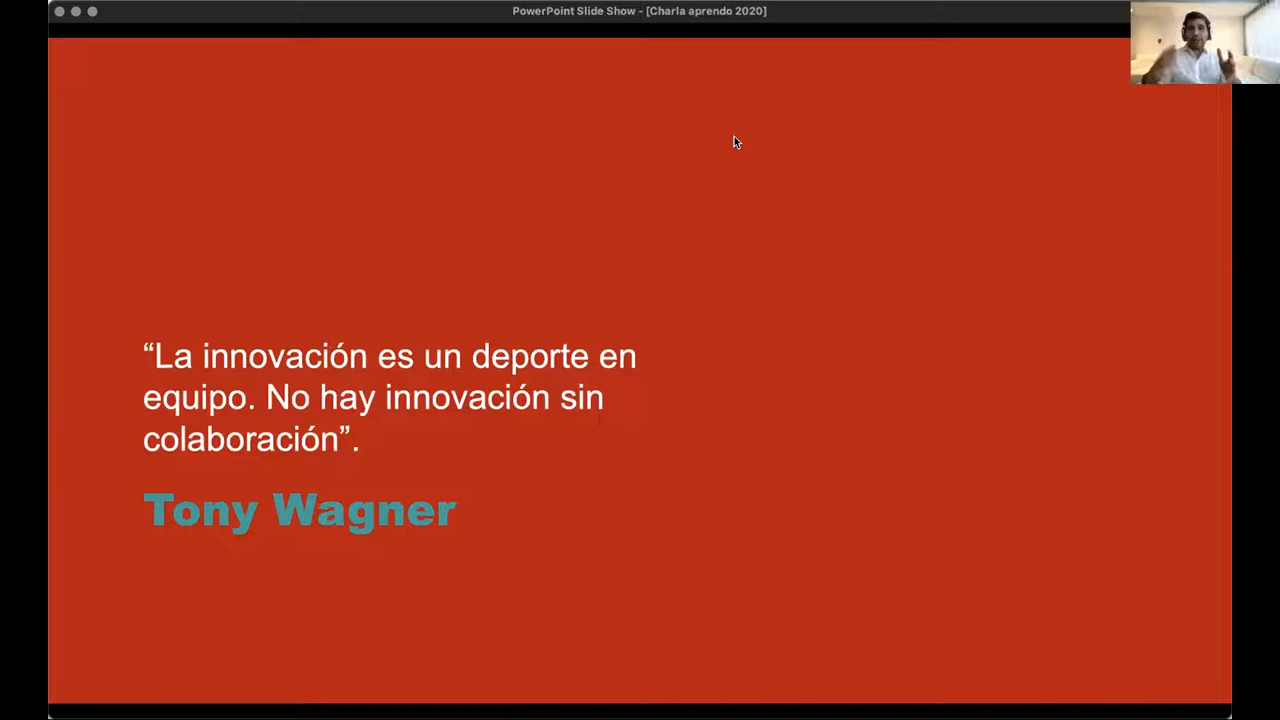 PowerPoint Slide Show - [Charla aprendo 2020]
“La innovación es un deporte en
equipo. No hay innovación sin
colaboración”.
Tony Wagner